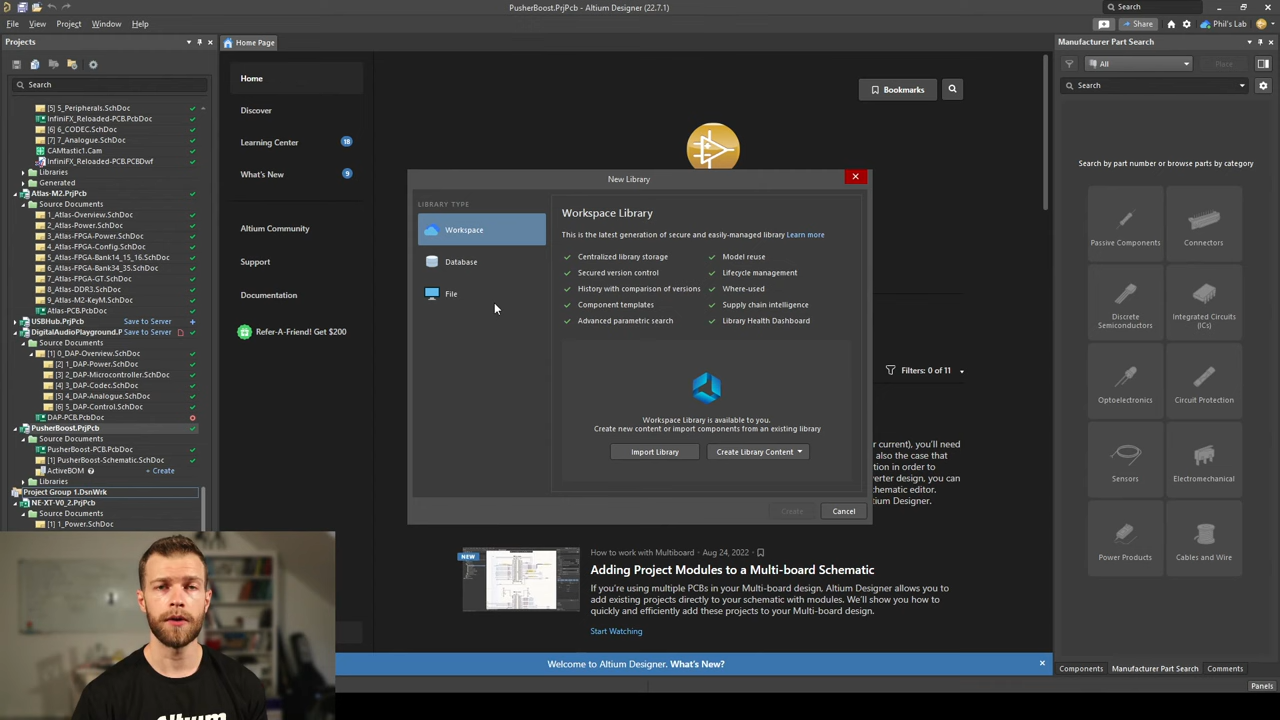 PusherBoost.PrjPcb - Altium Designer (22.7.1)
Search
File View Project Window Help
Share
Phil's Lab
Projects
Home Page
Manufacturer Part Search
All
Place
Search
Search
[5] 5_Peripherals.SchDoc
InfiniFX_Reloaded-PCB.PcbDoc
[6] 6_CODEC.SchDoc
[7] 7_Analogue.SchDoc
CAMtastic1.Cam
InfiniFX_Reloaded-PCB.PCBDwf
Libraries
Generated
Atlas-M2.PrjPcb
Source Documents
1_Atlas-Overview.SchDoc
2_Atlas-Power.SchDoc
3_Atlas-FPGA-Power.SchDoc
4_Atlas-FPGA-Config.SchDoc
5_Atlas-FPGA-Bank14_15_16.SchDoc
6_Atlas-FPGA-Bank34_35.SchDoc
7_Atlas-FPGA-GT.SchDoc
8_Atlas-DDR3.SchDoc
9_Atlas-M2-KeyM.SchDoc
Atlas-PCB.PcbDoc
USBHub.PrjPcb Save to Server
DigitalAudioPlayground.P Save to Server
Source Documents
[1] 0_DAP-Overview.SchDoc
[2] 1_DAP-Power.SchDoc
[3] 2_DAP-Microcontroller.SchDoc
[4] 3_DAP-Codec.SchDoc
[5] 4_DAP-Analogue.SchDoc
[6] 5_DAP-Control.SchDoc
DAP-PCB.PcbDoc
PusherBoost.PrjPcb
Source Documents
PusherBoost-PCB.PcbDoc
[1] PusherBoost-Schematic.SchDoc
ActiveBOM + Create
Libraries
Project Group 1.DsnWrk
NE-XT-V0_2.PrjPcb
Source Documents
[1] 1_Power.SchDoc
Home
Discover
Learning Center 18
What's New 9
Altium Community
Support
Documentation
Refer-A-Friend! Get $200
Bookmarks
New Library
LIBRARY TYPE
Workspace
Database
File
Workspace Library
This is the latest generation of secure and easily-managed library Learn more
Centralized library storage
Model reuse
Secured version control
Lifecycle management
History with comparison of versions
Where-used
Component templates
Supply chain intelligence
Advanced parametric search
Library Health Dashboard
Workspace Library is available to you.
Create new content or import components from an existing library
Import Library
Create Library Content
Create
Cancel
Filters: 0 of 11
current), you'll need
also the case that
tion in order to
verter design, you can
chematic editor.
of Altium Designer.
NEW
How to work with Multiboard • Aug 24, 2022
Adding Project Modules to a Multi-board Schematic
If you're using multiple PCBs in your Multi-board design, Altium Designer allows you to
add existing projects directly to your schematic with modules. We'll show you how to
quickly and efficiently add these projects to your Multi-board design.
Start Watching
Welcome to Altium Designer. What's New?
Search by part number or browse parts by category
Passive Components
Connectors
Discrete
Semiconductors
Integrated Circuits
(ICs)
Optoelectronics
Circuit Protection
Sensors
Electromechanical
Power Products
Cables and Wire
Components Manufacturer Part Search Comments
Panels
Altium